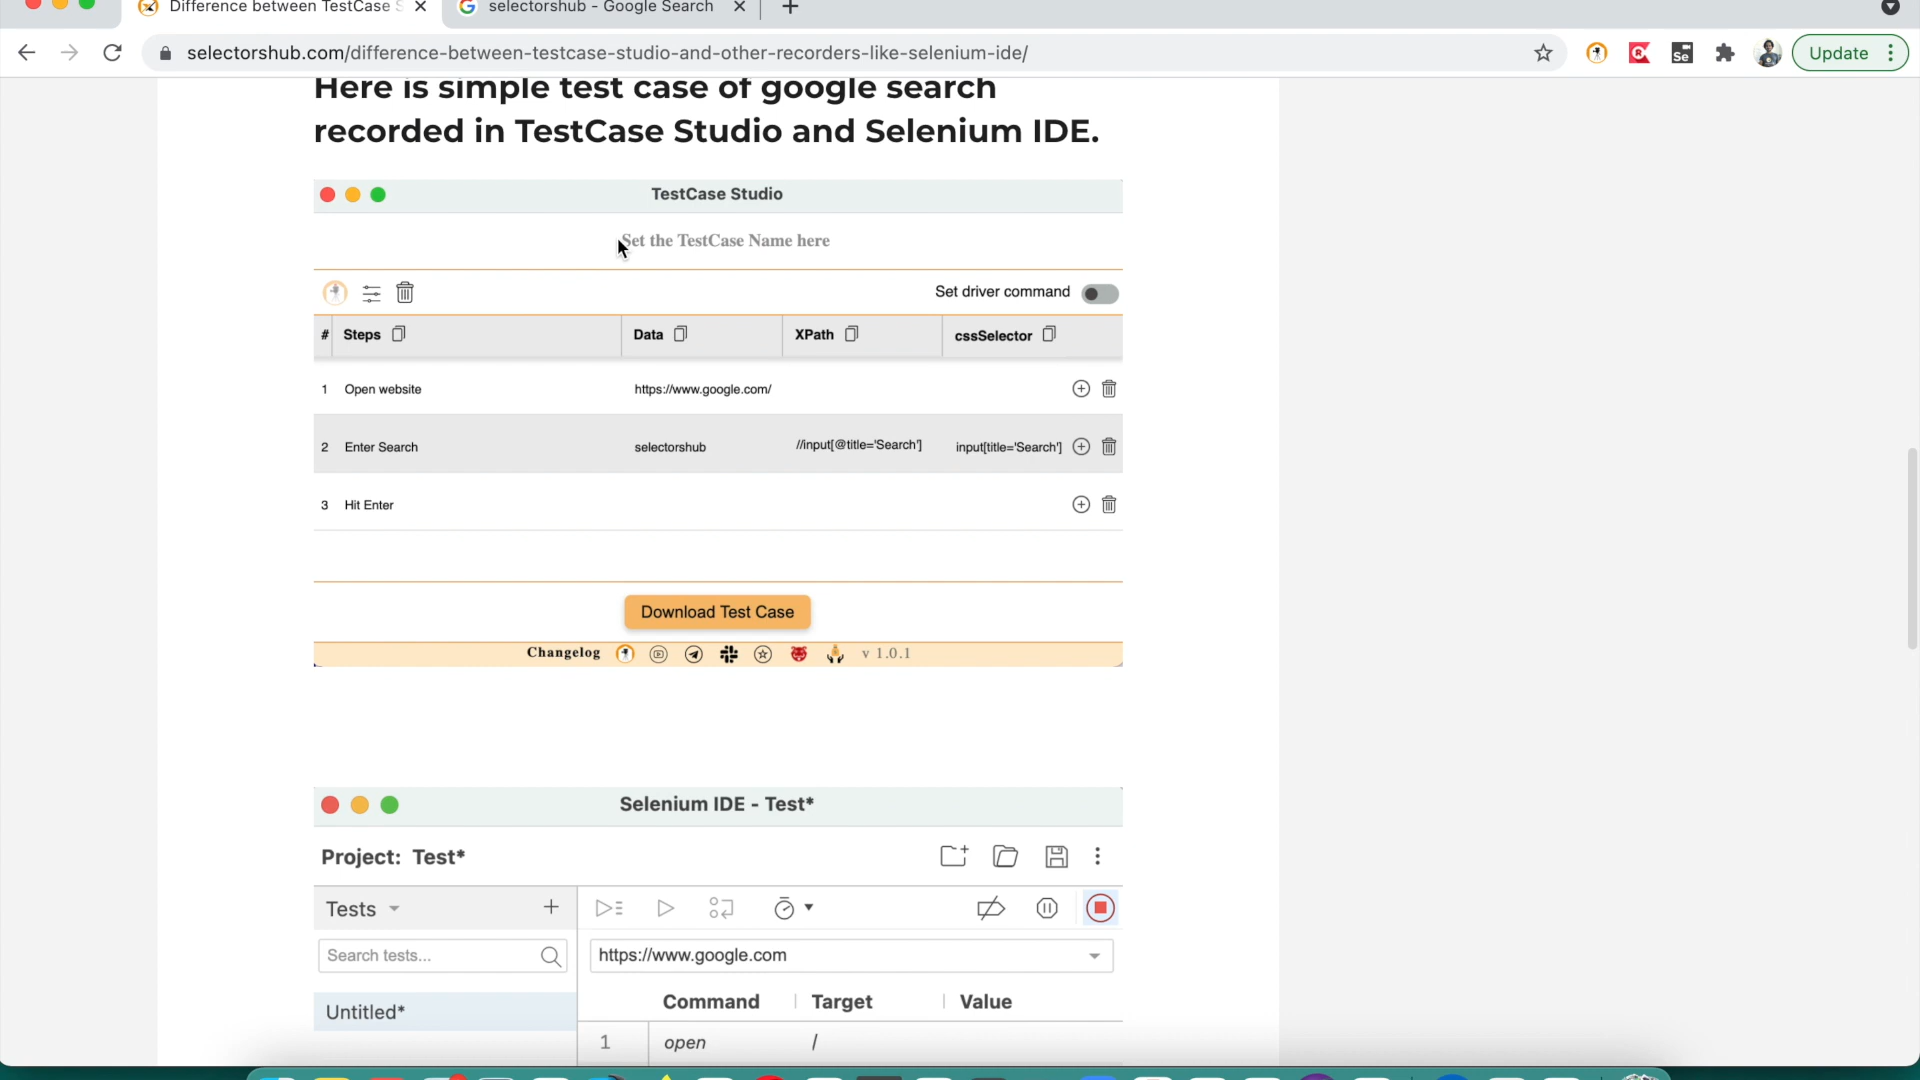 Difference between TestCase S
selectorshub - Google Search
selectorshub.com/difference-between-testcase-studio-and-other-recorders-like-selenium-ide/
Se
Update
Here is simple test case of google search
recorded in TestCase Studio and Selenium IDE.
TestCase Studio
Set the TestCase Name here
Set driver command
# Steps Data XPath cssSelector
1 Open website https://www.google.com/
2 Enter Search selectorshub //input[@title='Search'] input[title='Search']
3 Hit Enter
Download Test Case
Changelog v 1.0.1
Selenium IDE - Test*
Project: Test*
Tests
Search tests...
https://www.google.com
Command Target Value
Untitled*
1 open /